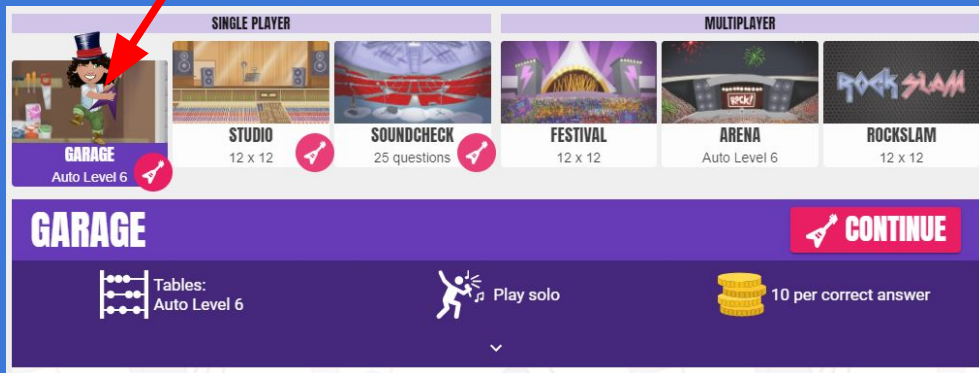 SINGLE PLAYER
MULTIPLAYER
ROCK!
ROCK SLAM
GARAGE
Auto Level 6
STUDIO
12 x 12
SOUNDCHECK
25 questions
FESTIVAL
12 x 12
ARENA
Auto Level 6
ROCKSLAM
12 x 12
GARAGE
CONTINUE
Tables:
Auto Level 6
Play solo
10 per correct answer